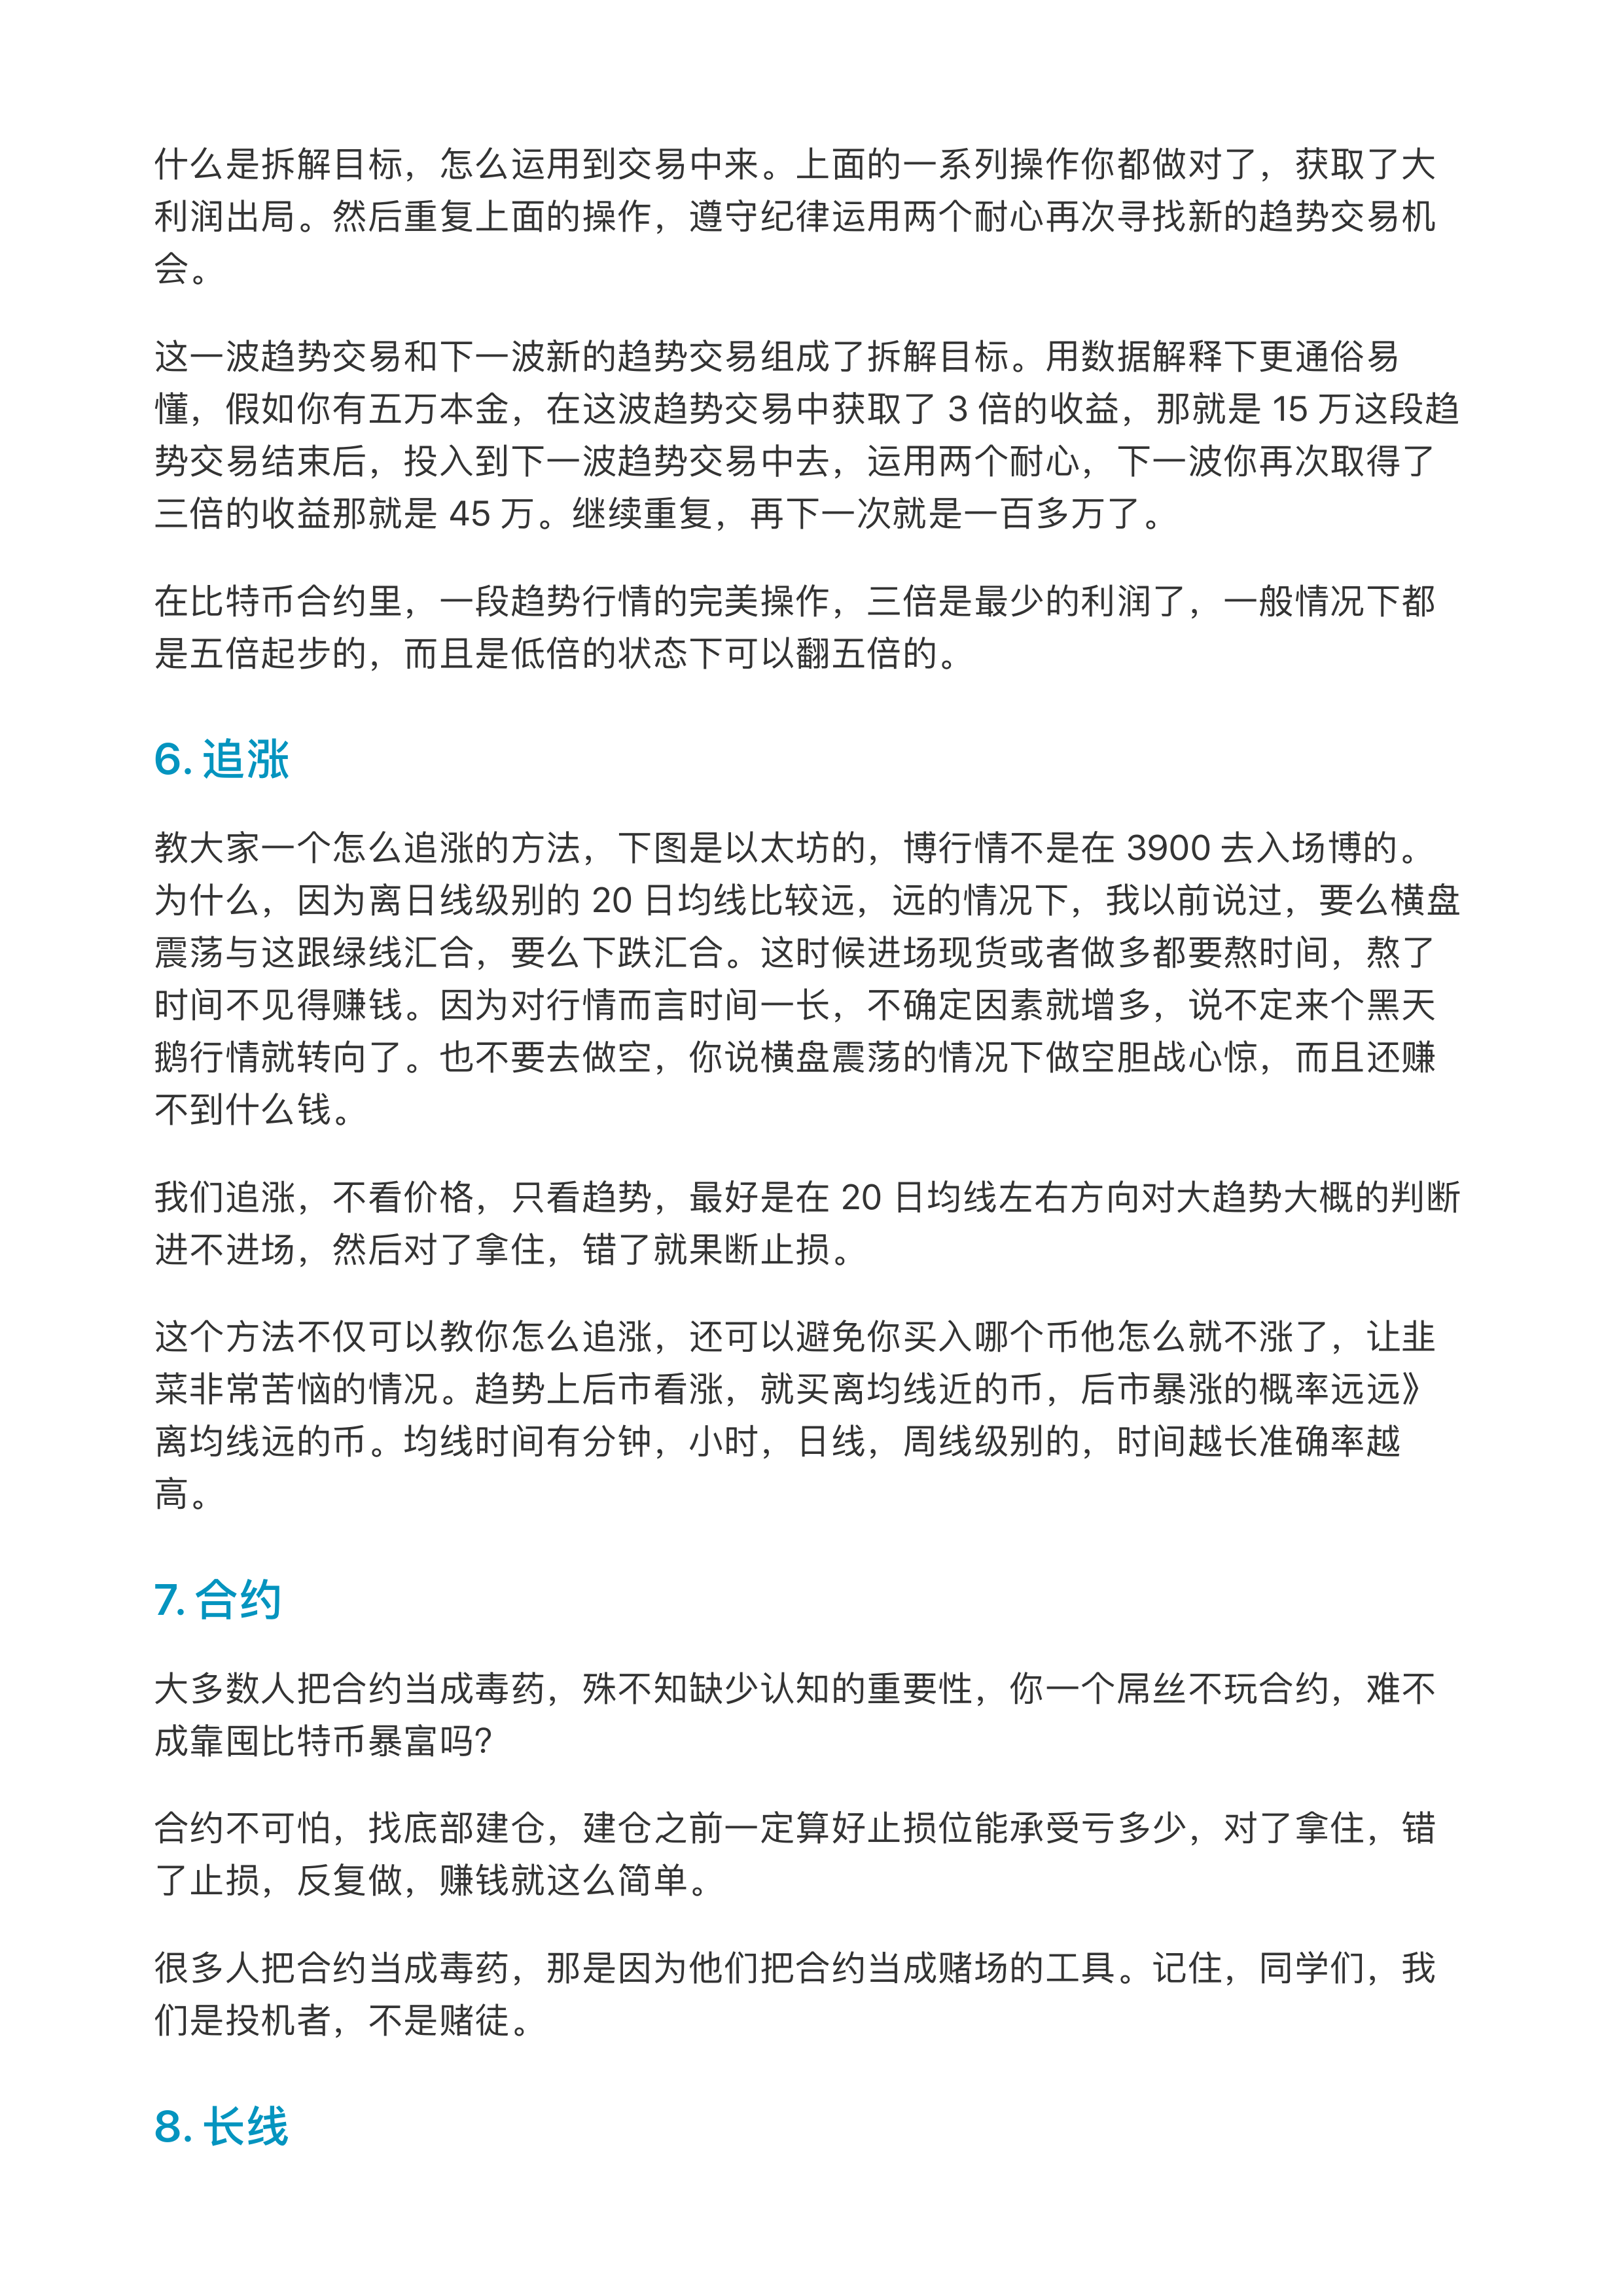 什么是拆解目标，怎么运用到交易中来。上面的一系列操作你都做对了，获取了大
利润出局。然后重复上面的操作，遵守纪律运用两个耐心再次寻找新的趋势交易机
会。
这一波趋势交易和下一波新的趋势交易组成了拆解目标。用数据解释下更通俗易
懂，假如你有五万本金，在这波趋势交易中获取了 3 倍的收益，那就是 15 万这段趋
势交易结束后，投入到下一波趋势交易中去，运用两个耐心，下一波你再次取得了
三倍的收益那就是 45 万。继续重复，再下一次就是一百多万了。
在比特币合约里，一段趋势行情的完美操作，三倍是最少的利润了，一般情况下都
是五倍起步的，而且是低倍的状态下可以翻五倍的。
6. 追涨
教大家一个怎么追涨的方法，下图是以太坊的，博行情不是在 3900 去入场博的。
为什么，因为离日线级别的 20 日均线比较远，远的情况下，我以前说过，要么横盘
震荡与这跟绿线汇合，要么下跌汇合。这时候进场现货或者做多都要熬时间，熬了
时间不见得赚钱。因为对行情而言时间一长，不确定因素就增多，说不定来个黑天
鹅行情就转向了。也不要去做空，你说横盘震荡的情况下做空胆战心惊，而且还赚
不到什么钱。
我们追涨，不看价格，只看趋势，最好是在 20 日均线左右方向对大趋势大概的判断
进不进场，然后对了拿住，错了就果断止损。
这个方法不仅可以教你怎么追涨，还可以避免你买入哪个币他怎么就不涨了，让韭
菜非常苦恼的情况。趋势上后市看涨，就买离均线近的币，后市暴涨的概率远远》
离均线远的币。均线时间有分钟，小时，日线，周线级别的，时间越长准确率越
高。
7. 合约
大多数人把合约当成毒药，殊不知缺少认知的重要性，你一个屌丝不玩合约，难不
成靠囤比特币暴富吗?
合约不可怕，找底部建仓，建仓之前一定算好止损位能承受亏多少，对了拿住，错
了止损，反复做，赚钱就这么简单。
很多人把合约当成毒药，那是因为他们把合约当成赌场的工具。记住，同学们，我
们是投机者，不是赌徒。
8. 长线